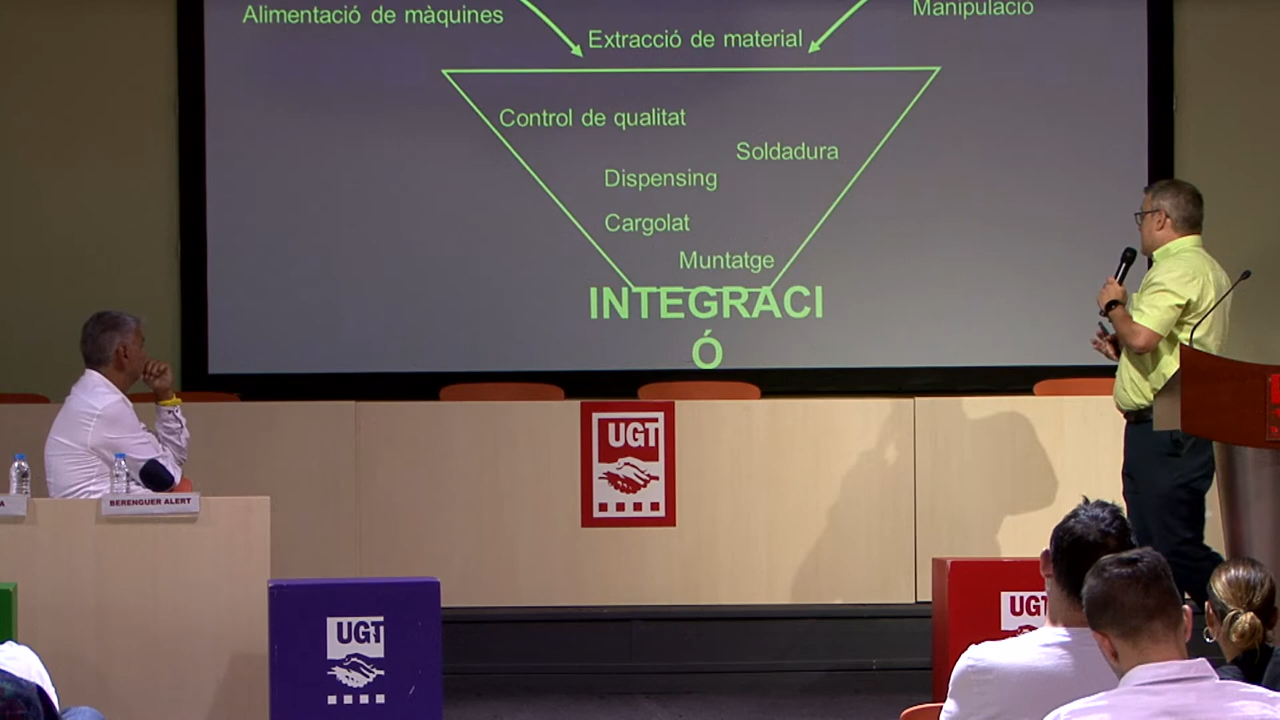 Alimentació de màquines
Manipulació
Extracció de material
Control de qualitat
Soldadura
Dispensing
Cargolat
Muntatge
INTEGRACI
Ó
UGT
A
BERENGUER ALERT
UGT
UGT